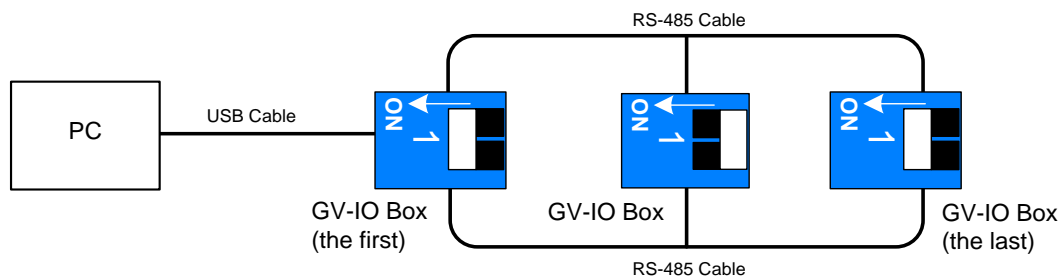 RS-485 Cable
PC
USB Cable
ON
1
ON
1
ON
1
GV-IO Box
(the first)
GV-IO Box
GV-IO Box
(the last)
RS-485 Cable